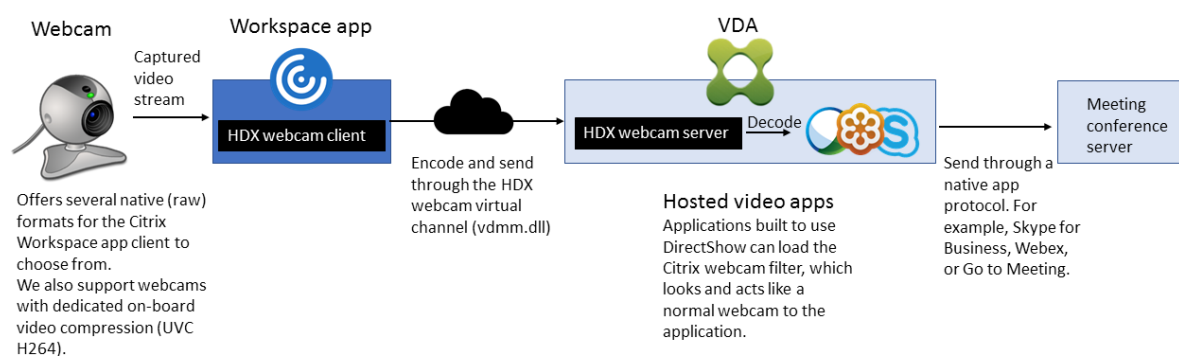 Webcam
Captured
video
stream
Workspace app
HDX webcam client
VDA
HDX webcam server
Decode
S
Meeting
conference
server
Offers several native (raw)
formats for the Citrix
Workspace app client to
choose from.
We also support webcams
with dedicated on-board
video compression (UVC
H264).
Encode and send
through the HDX
webcam virtual
channel (vdmm.dll)
Hosted video apps
Applications built to use
DirectShow can load the
Citrix webcam filter, which
looks and acts like a
normal webcam to the
application.
Send through a
native app
protocol. For
example, Skype for
Business, Webex,
or Go to Meeting.